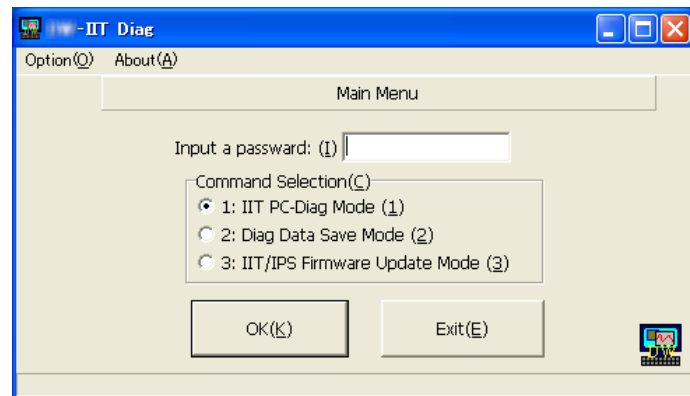 -IIT Diag
Option(O) About(A)
Main Menu
Input a passward: (I)
Command Selection(C)
1: IIT PC-Diag Mode (1)
2: Diag Data Save Mode (2)
3: IIT/IPS Firmware Update Mode (3)
OK(K) Exit(E)
DW